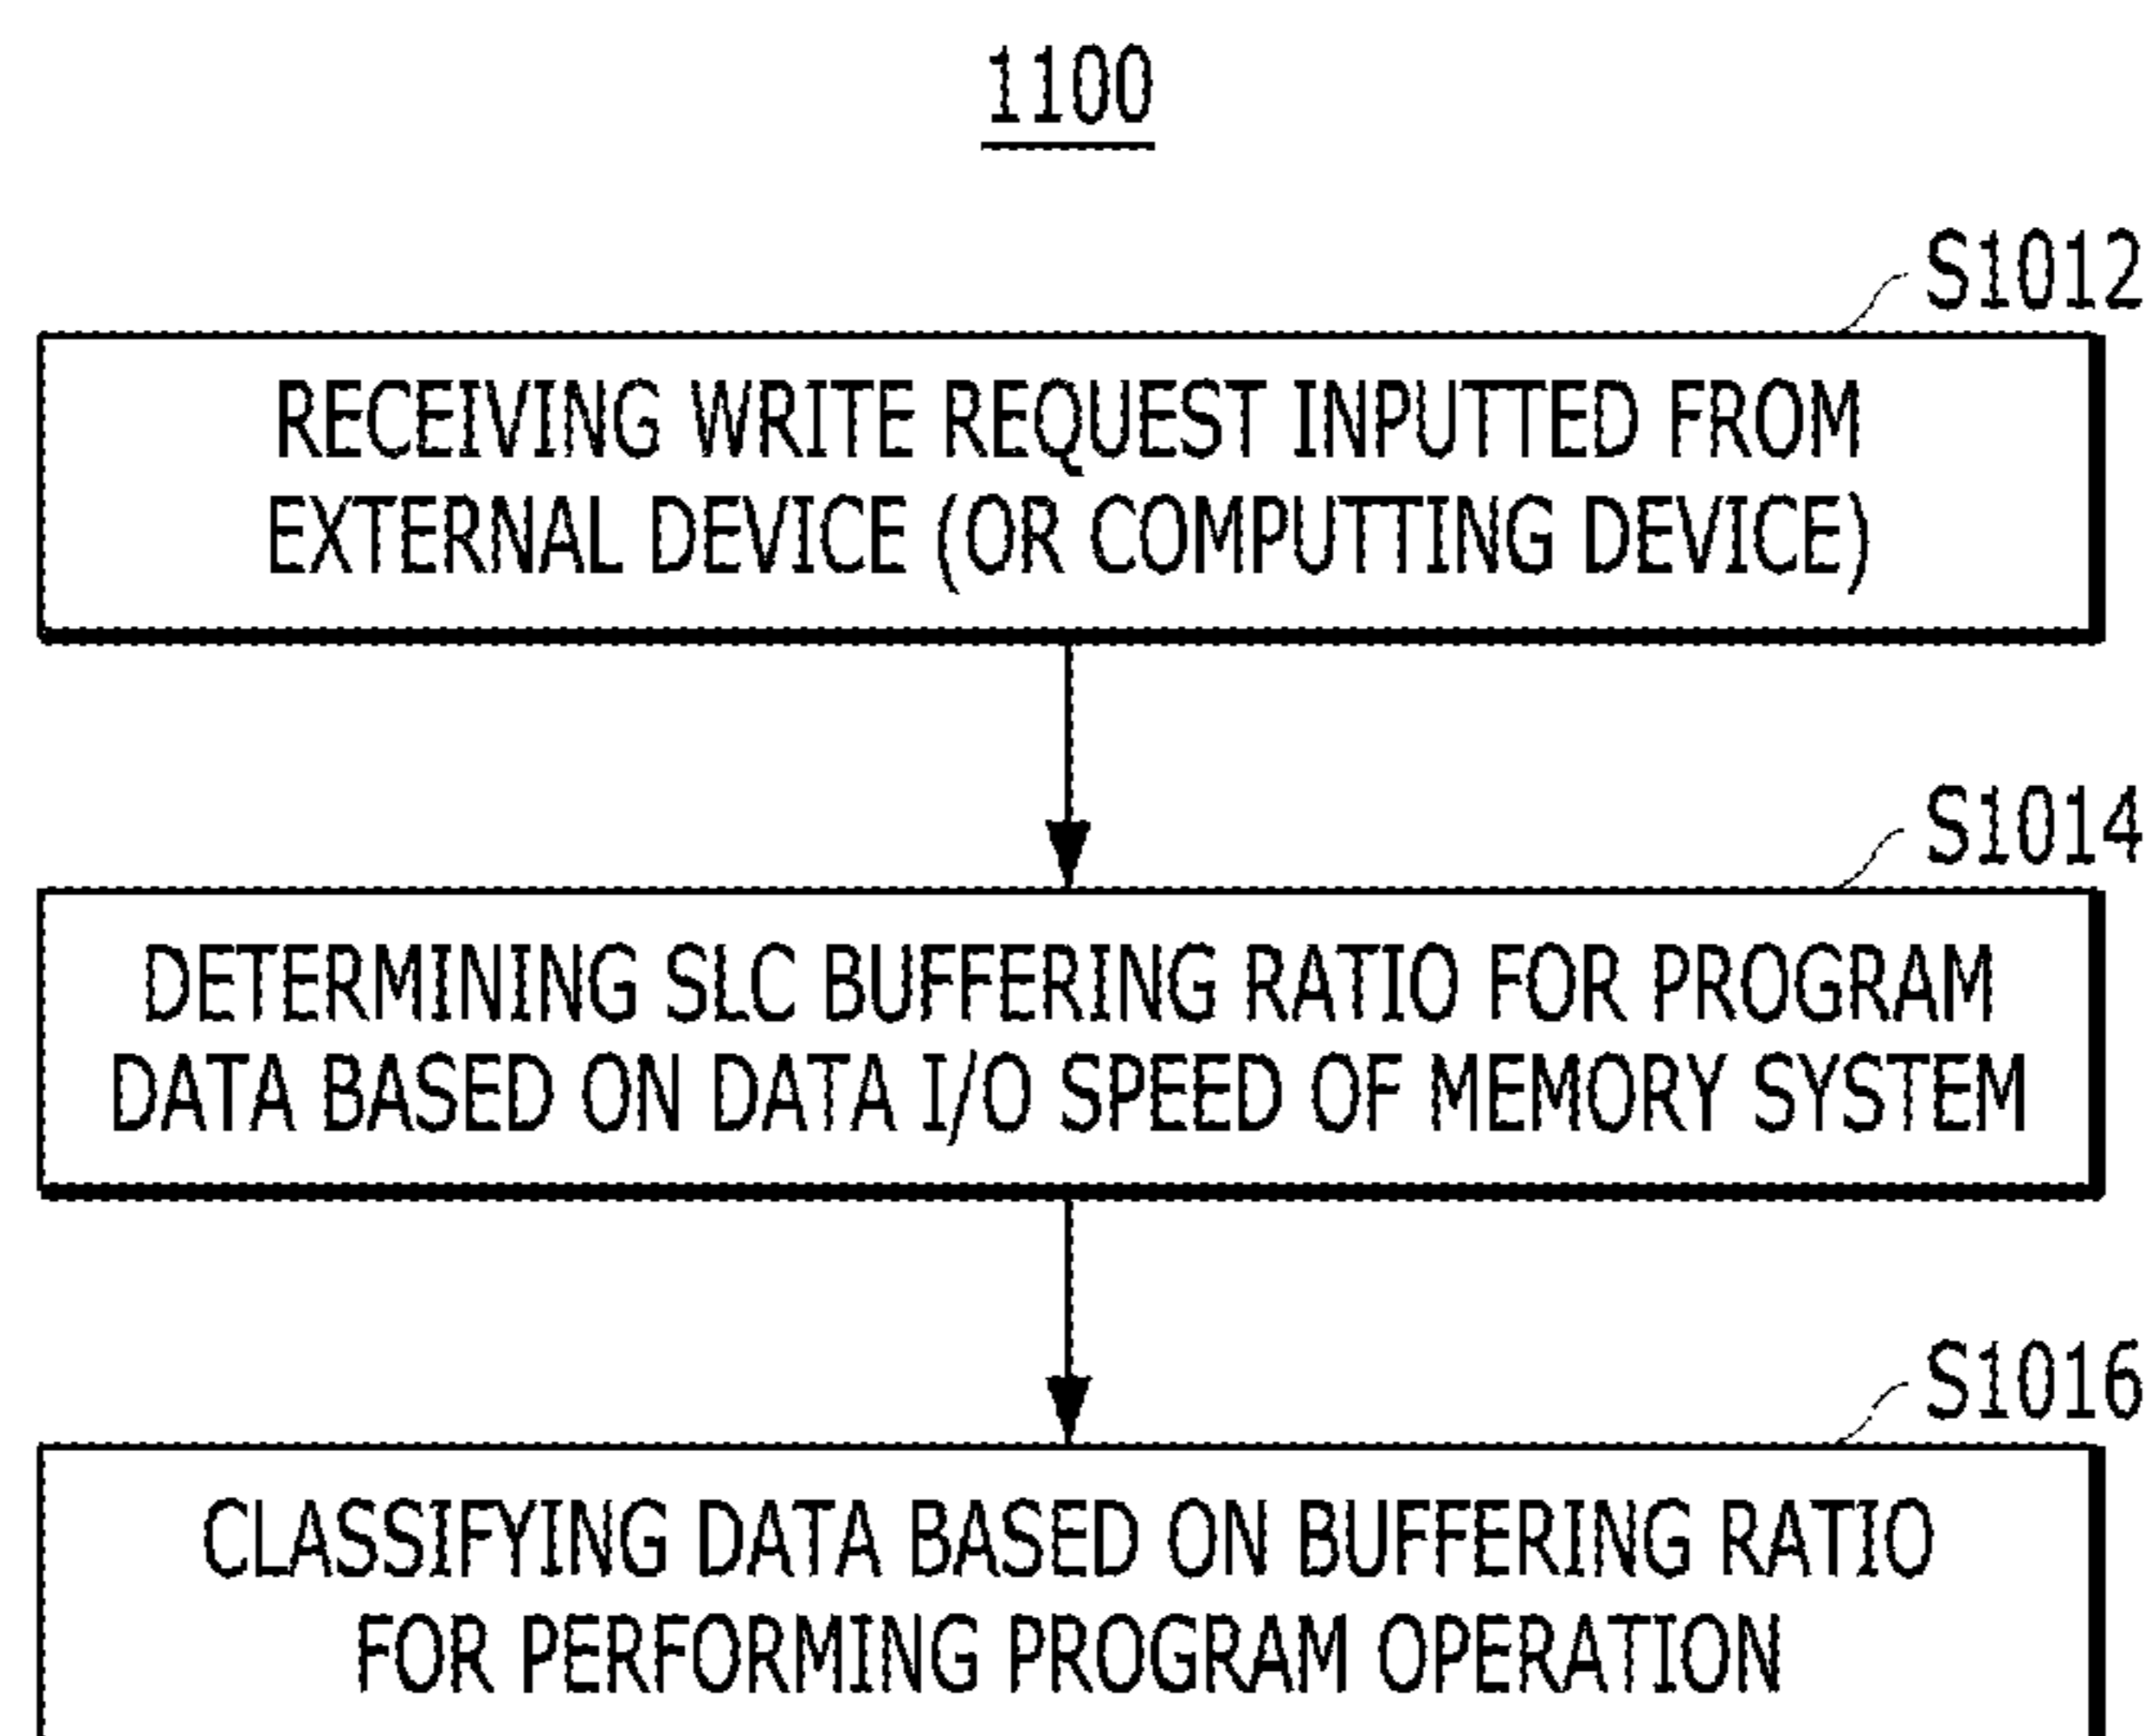 1100
S1012
RECEIVING WRITE REQUEST INPUTTED FROM
EXTERNAL DEVICE (OR COMPUTTING DEVICE)
S1014
DETERMINING SLC BUFFERING RATIO FOR PROGRAM
DATA BASED ON DATA I/O SPEED OF MEMORY SYSTEM
S1016
CLASSIFYING DATA BASED ON BUFFERING RATIO
FOR PERFORMING PROGRAM OPERATION